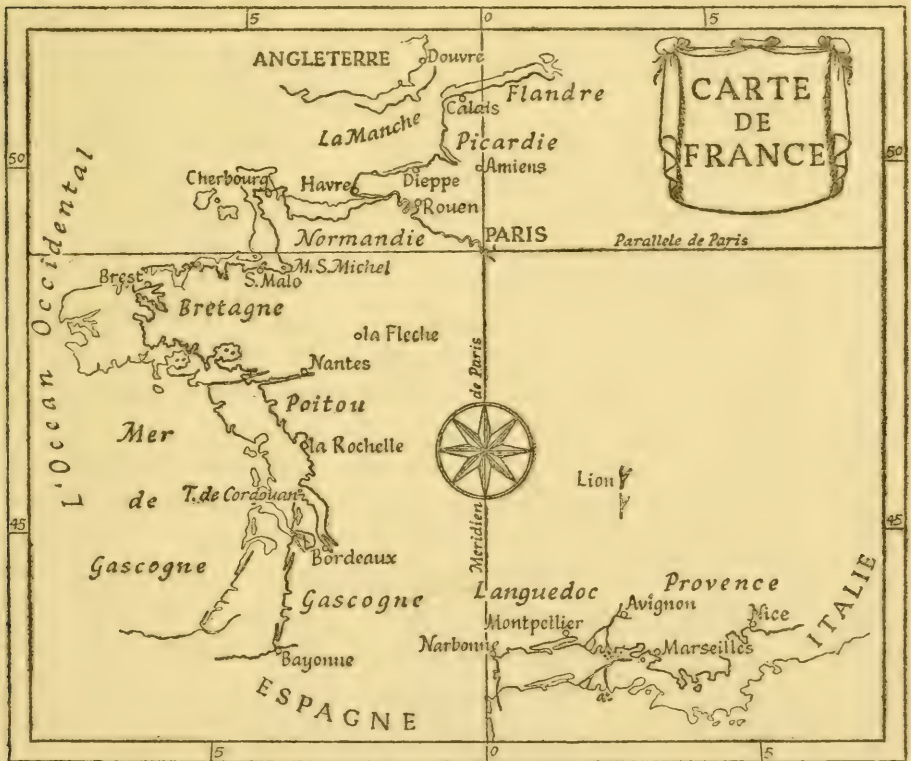 5
0
5
ANGLETERRE
Douvre
Flandre
Calais
La Manche
CARTE
DE
FRANCE
Picardie
50
50
Amiens
Cherbourg
Havre
Dieppe
Rouen
Normandie
PARIS
Parallele de Paris
M. S. Michel
S. Malo
Brest
Bretagne
L'Ocean Occidental
la Fleche
Nantes
Meridien de Paris
Poitou
Mer
de
Gascogne
la Rochelle
Lion
T. de Cordouan
45
45
Bordeaux
Gascogne
Languedoc
Provence
Avignon
Nice
ITALIE
Montpellier
Narbonne
Marseilles
Bayonne
ESPAGNE
5
0
5